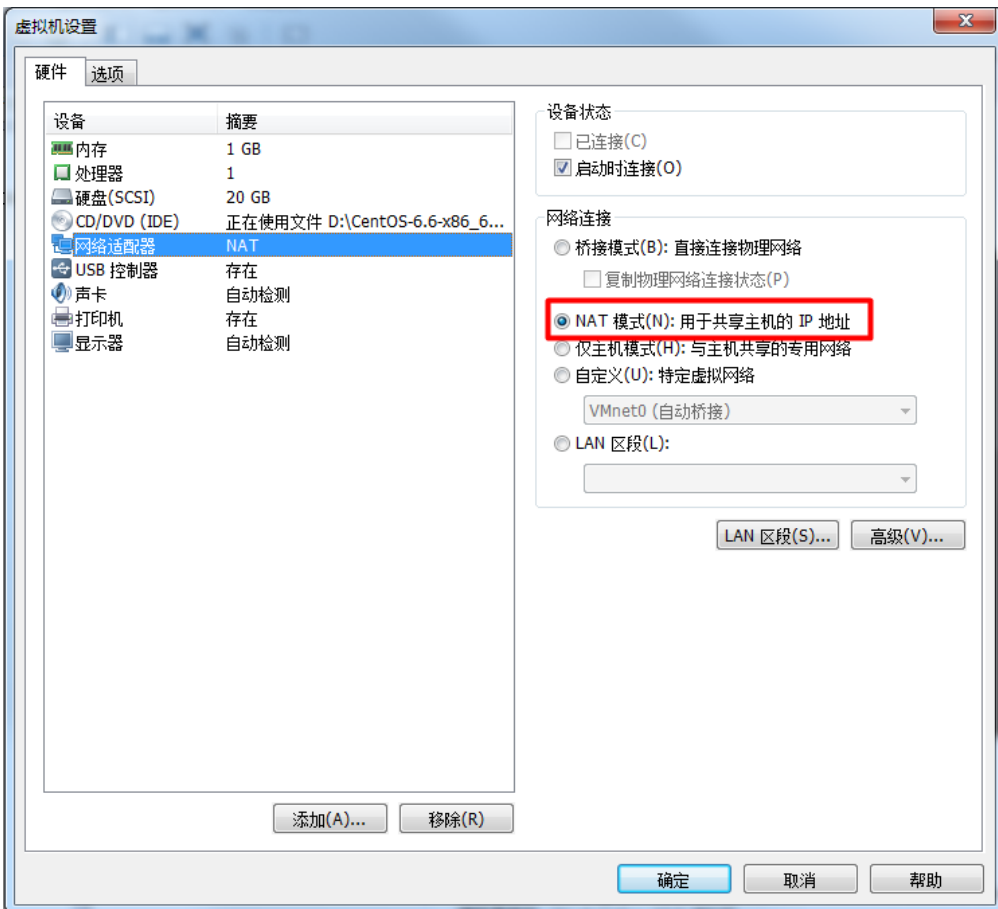 虚拟机设置
硬件 选项
设备 摘要
内存 1 GB
处理器 1
硬盘(SCSI) 20 GB
CD/DVD (IDE) 正在使用文件 D:\CentOS-6.6-x86_6...
网络适配器 NAT
USB 控制器 存在
声卡 自动检测
打印机 存在
显示器 自动检测
添加(A)... 移除(R)
设备状态
已连接(C)
启动时连接(O)
网络连接
桥接模式(B): 直接连接物理网络
复制物理网络连接状态(P)
NAT 模式(N): 用于共享主机的 IP 地址
仅主机模式(H): 与主机共享的专用网络
自定义(U): 特定虚拟网络
VMnet0 (自动桥接)
LAN 区段(L):
LAN 区段(S)... 高级(V)...
确定 取消 帮助